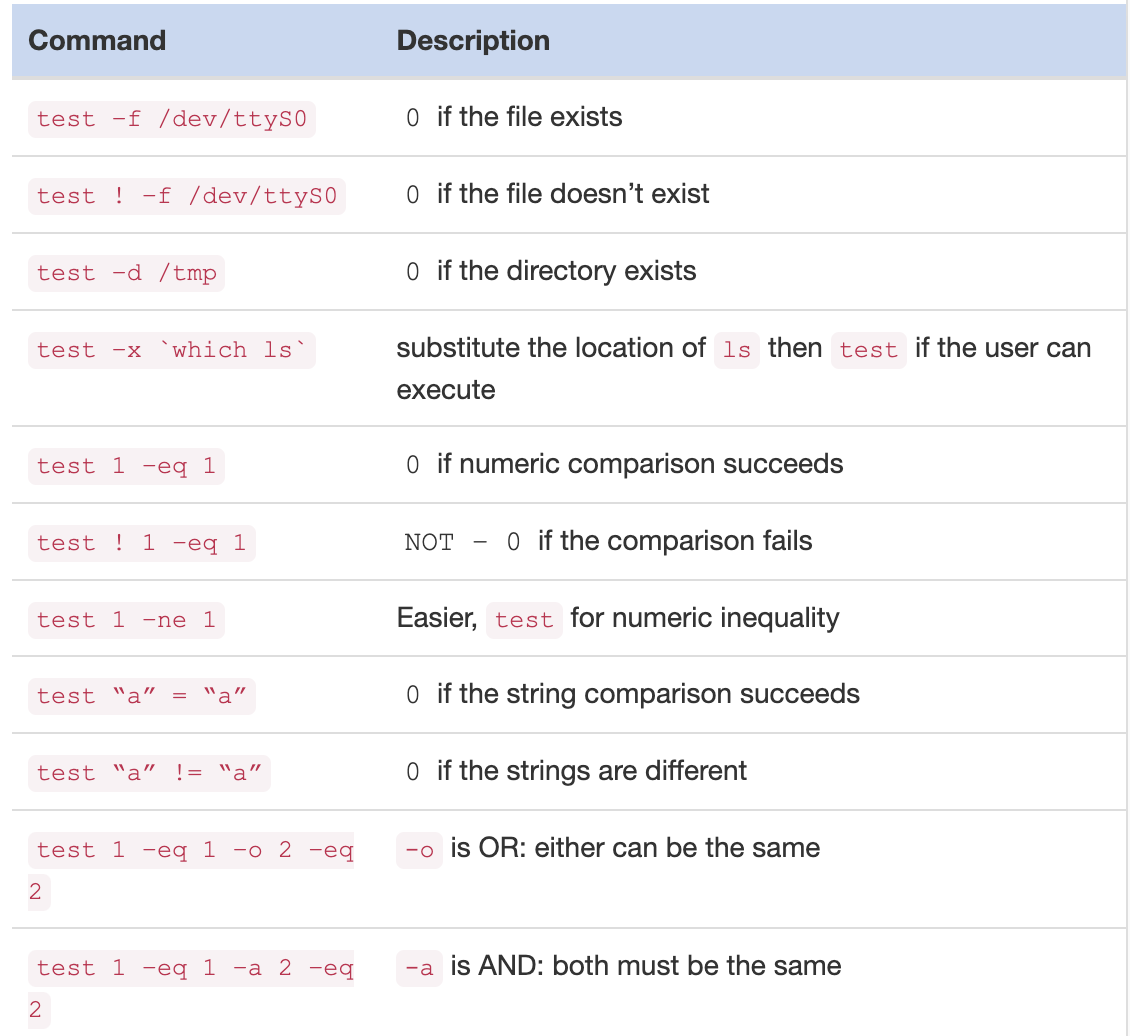 Command Description
test –f /dev/ttyS0 0 if the file exists
test ! –f /dev/ttyS0 0 if the file doesn’t exist
test –d /tmp 0 if the directory exists
test –x `which ls` substitute the location of ls then test if the user can
execute
test 1 –eq 1 0 if numeric comparison succeeds
test ! 1 –eq 1 NOT – 0 if the comparison fails
test 1 –ne 1 Easier, test for numeric inequality
test “a” = “a” 0 if the string comparison succeeds
test “a” != “a” 0 if the strings are different
test 1 –eq 1 –o 2 –eq -o is OR: either can be the same
2
test 1 –eq 1 –a 2 –eq -a is AND: both must be the same
2